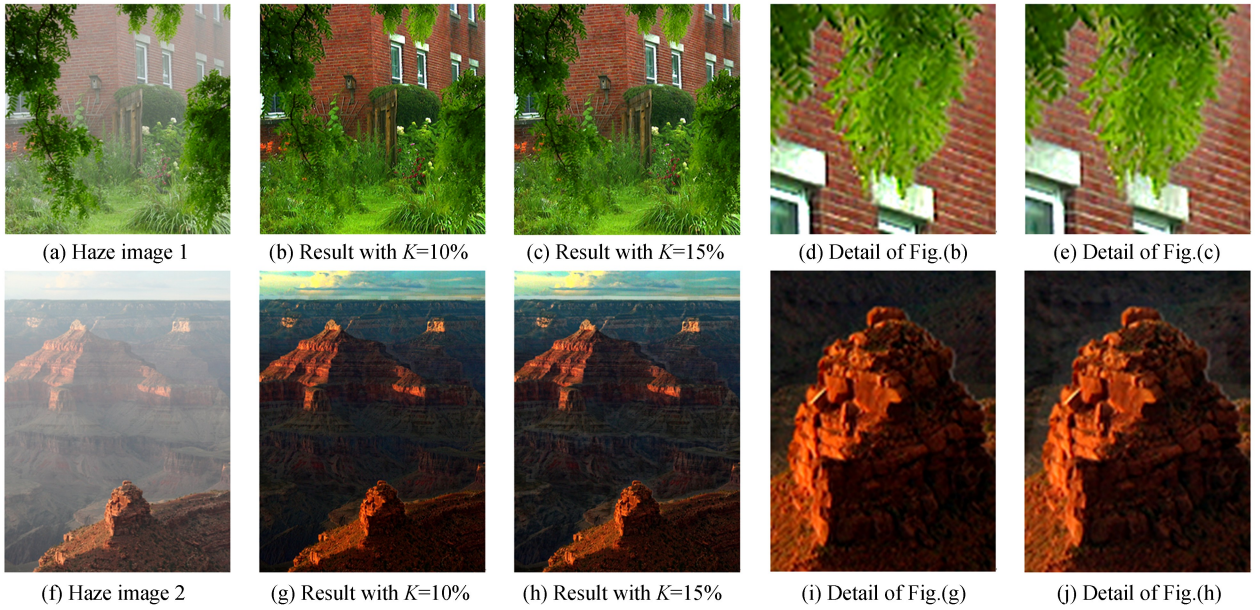 (a) Haze image 1
(b) Result with K=10%
(c) Result with K=15%
(d) Detail of Fig.(b)
(e) Detail of Fig.(c)
(f) Haze image 2
(g) Result with K=10%
(h) Result with K=15%
(i) Detail of Fig.(g)
(j) Detail of Fig.(h)